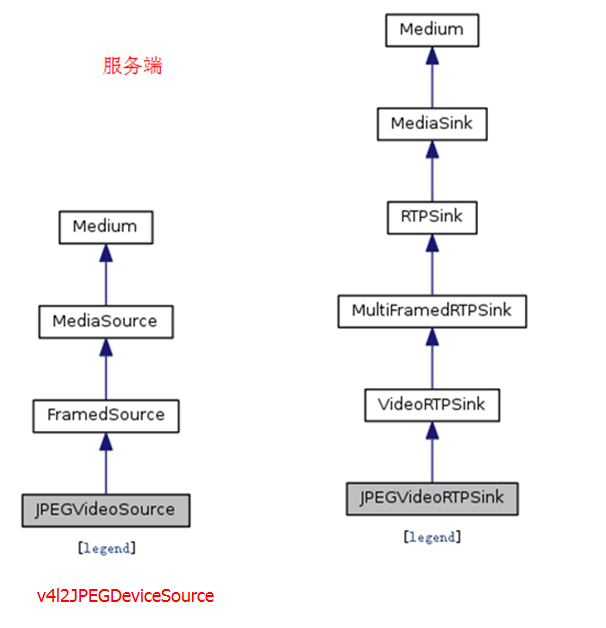 服务端
Medium
MediaSource
FramedSource
JPEGVideoSource
[legend]
v4l2JPEGDeviceSource
Medium
MediaSink
RTPSink
MultiFramedRTPSink
VideoRTPSink
JPEGVideoRTPSink
[legend]